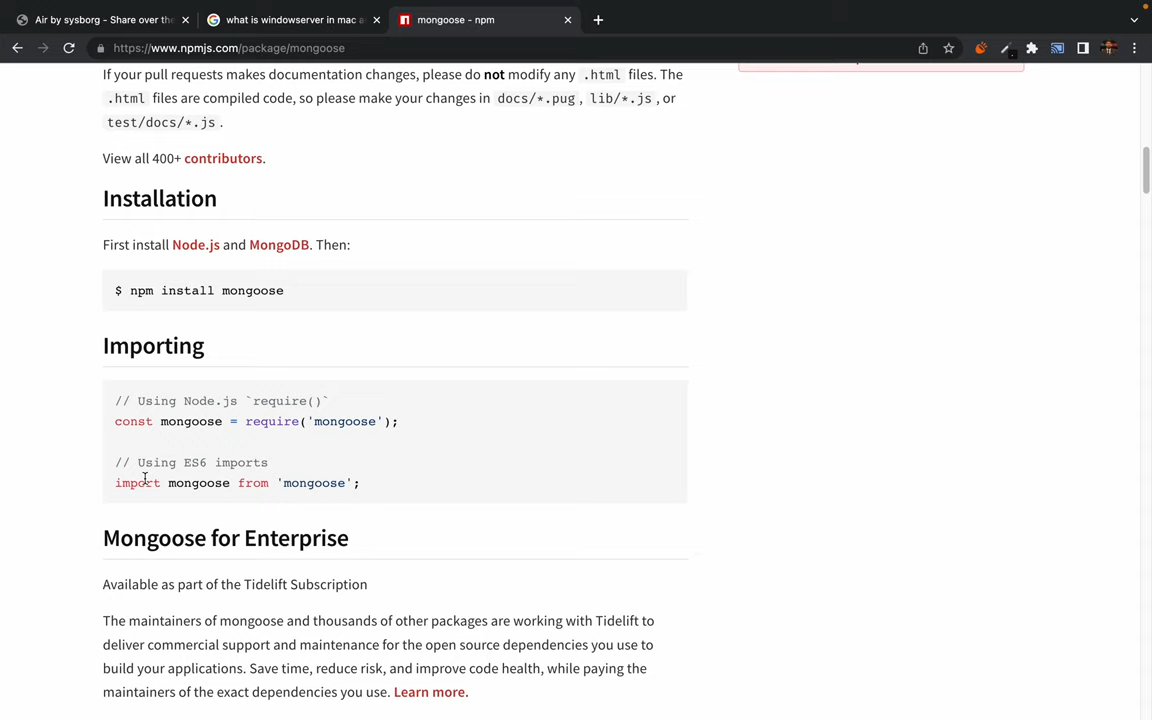 Air by sysborg - Share over the
what is windowserver in mac a
mongoose - npm
https://www.npmjs.com/package/mongoose
If your pull requests makes documentation changes, please do not modify any .html files. The
.html files are compiled code, so please make your changes in docs/*.pug, lib/*.js, or
test/docs/*.js.
View all 400+ contributors.
Installation
First install Node.js and MongoDB. Then:
$ npm install mongoose
Importing
// Using Node.js `require()`
const mongoose = require('mongoose');
// Using ES6 imports
import mongoose from 'mongoose';
Mongoose for Enterprise
Available as part of the Tidelift Subscription
The maintainers of mongoose and thousands of other packages are working with Tidelift to
deliver commercial support and maintenance for the open source dependencies you use to
build your applications. Save time, reduce risk, and improve code health, while paying the
maintainers of the exact dependencies you use. Learn more.